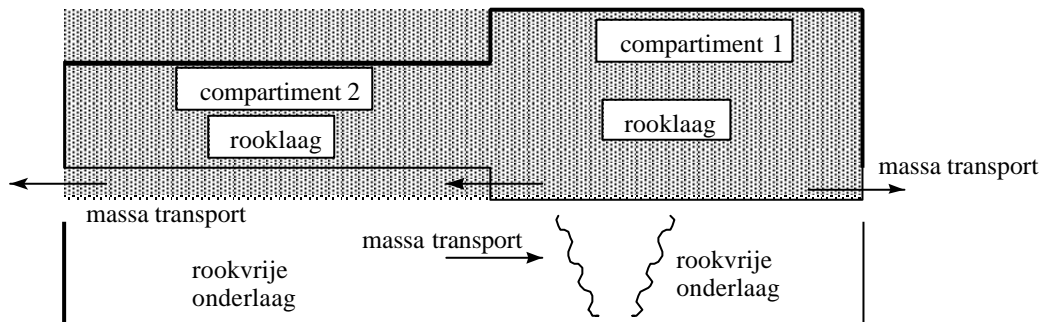 compartiment 1
compartiment 2
rooklaag
rooklaag
massa transport
massa transport
massa transport
rookvrije
onderlaag
rookvrije
onderlaag